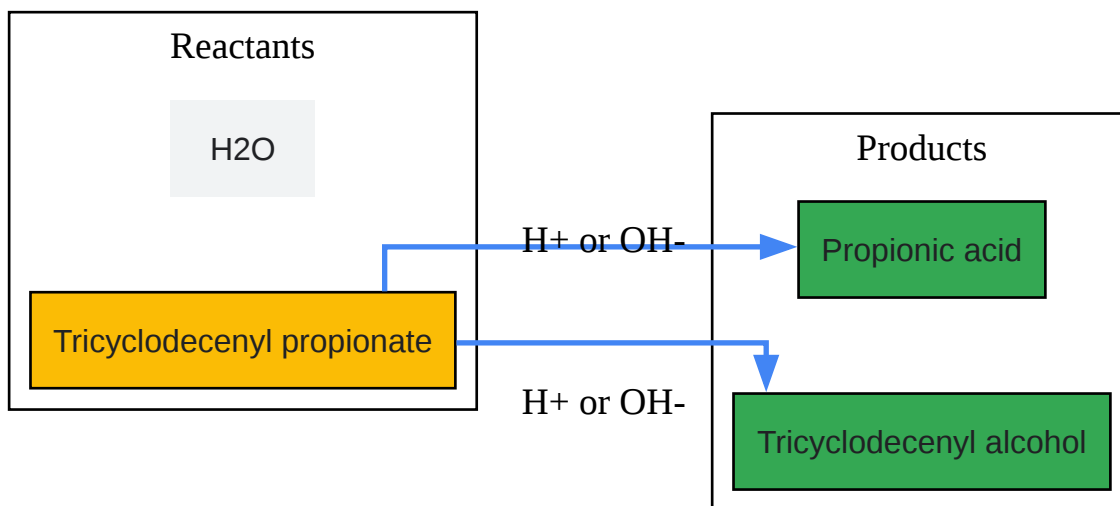 Reactants
H2O
Tricyclodecenyl propionate
H+ or OH-
H+ or OH-
Products
Propionic acid
Tricyclodecenyl alcohol